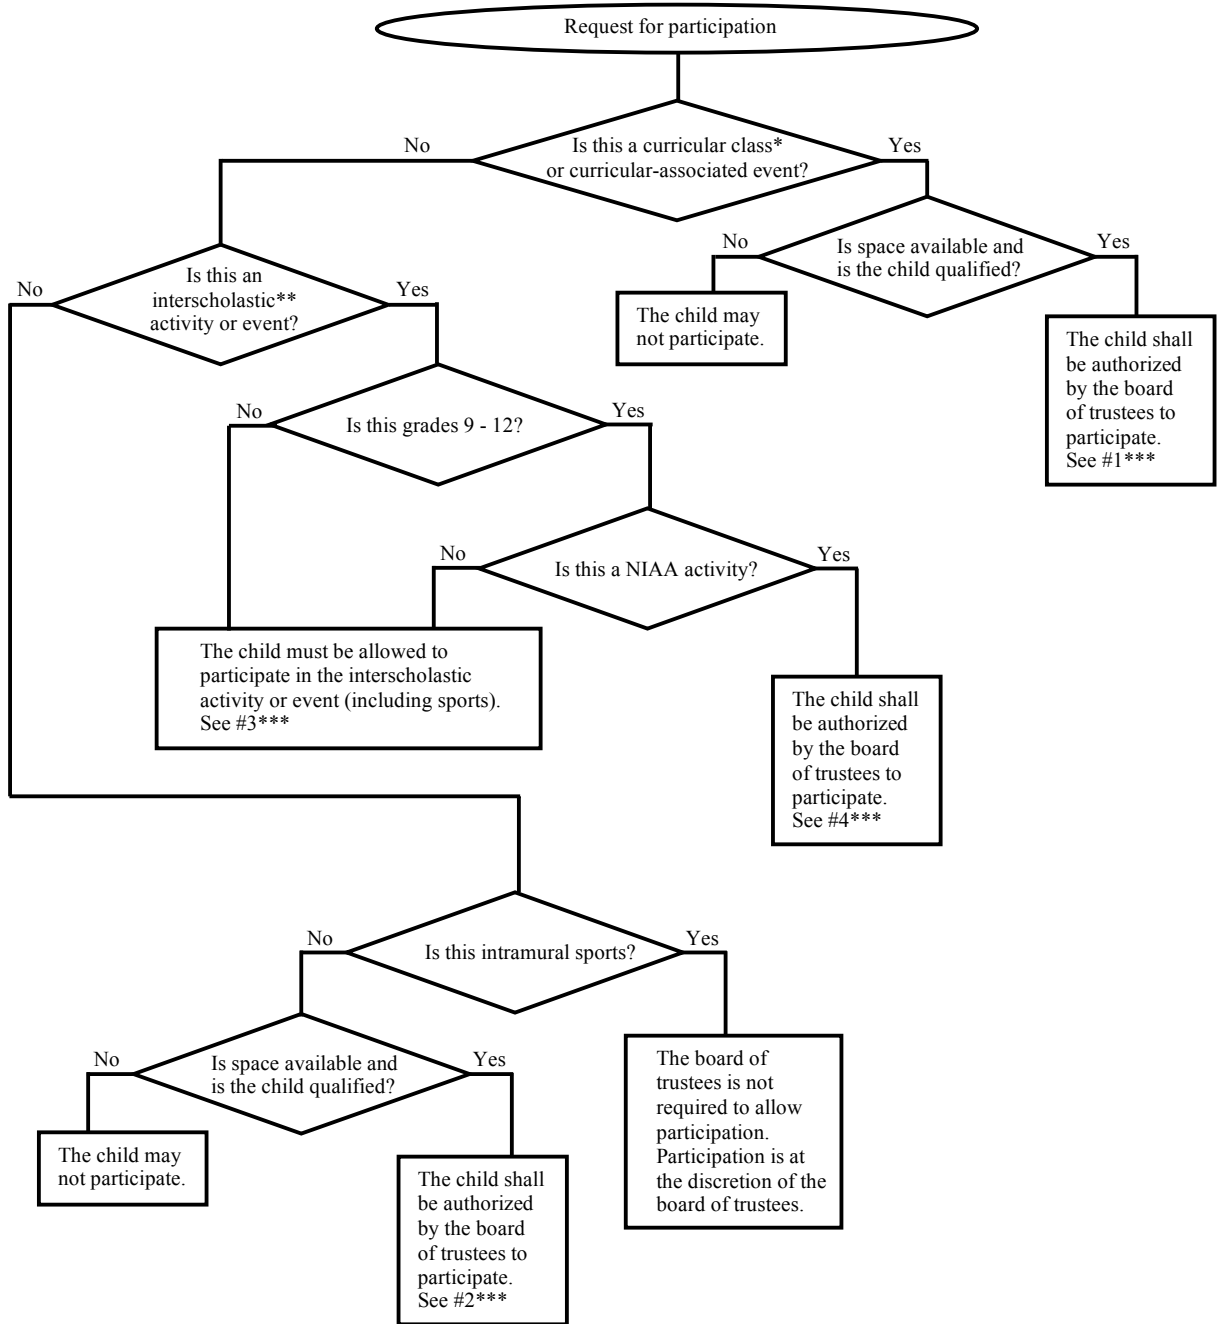 Request for participation
No
Is this a curricular class*
or curricular-associated event?
Yes
No
Is space available and
is the child qualified?
Yes
No
Is this an
interscholastic**
activity or event?
Yes
The child may
not participate.
The child shall
be authorized
by the board
of trustees to
participate.
See #1***
No
Is this grades 9 - 12?
Yes
No
Is this a NIAA activity?
Yes
The child must be allowed to
participate in the interscholastic
activity or event (including sports).
See #3***
The child shall
be authorized
by the board
of trustees to
participate.
See #4***
No
Is this intramural sports?
Yes
No
Is space available and
is the child qualified?
Yes
The board of
trustees is not
required to allow
participation.
Participation is at
the discretion of the
board of trustees.
The child may
not participate.
The child shall
be authorized
by the board
of trustees to
participate.
See #2***